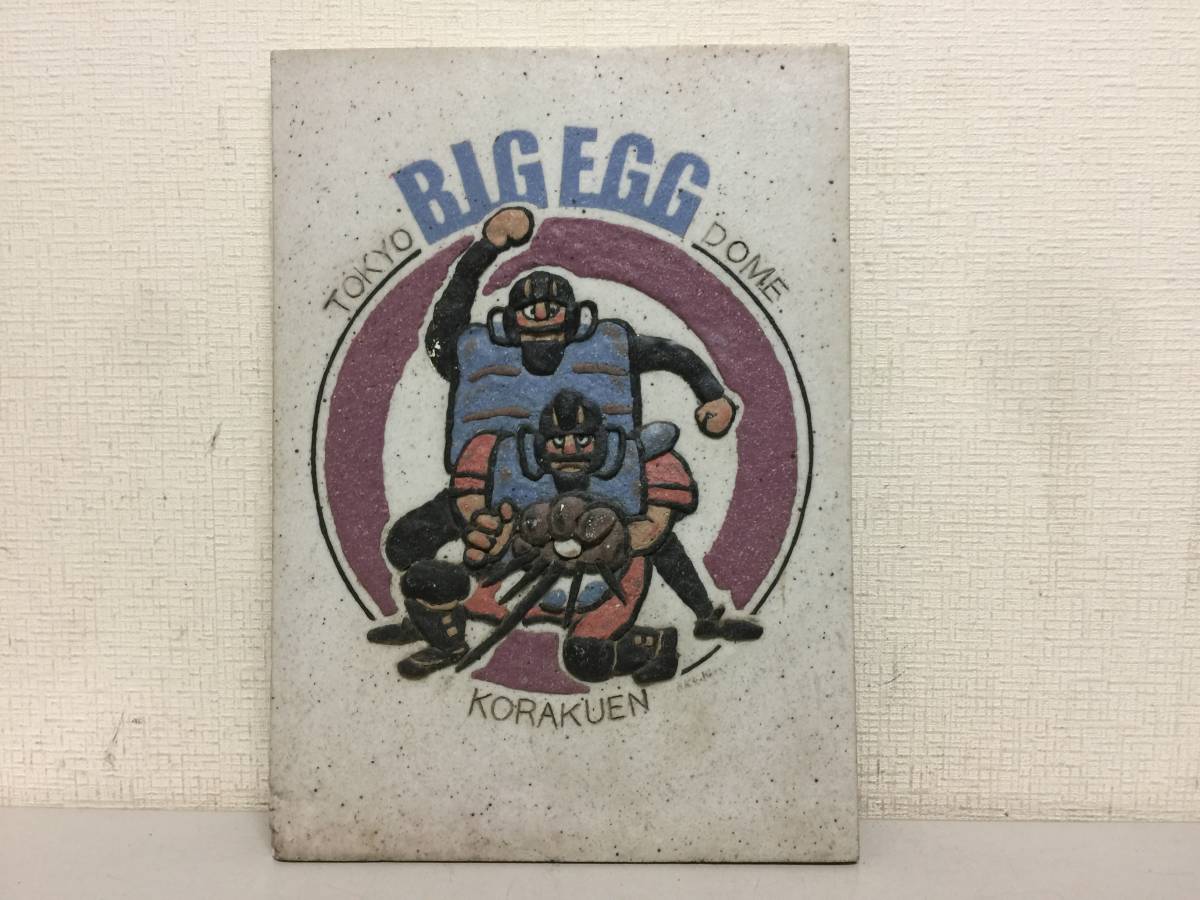 BIG EGG
TOKYO
DOME
KORAKUEN